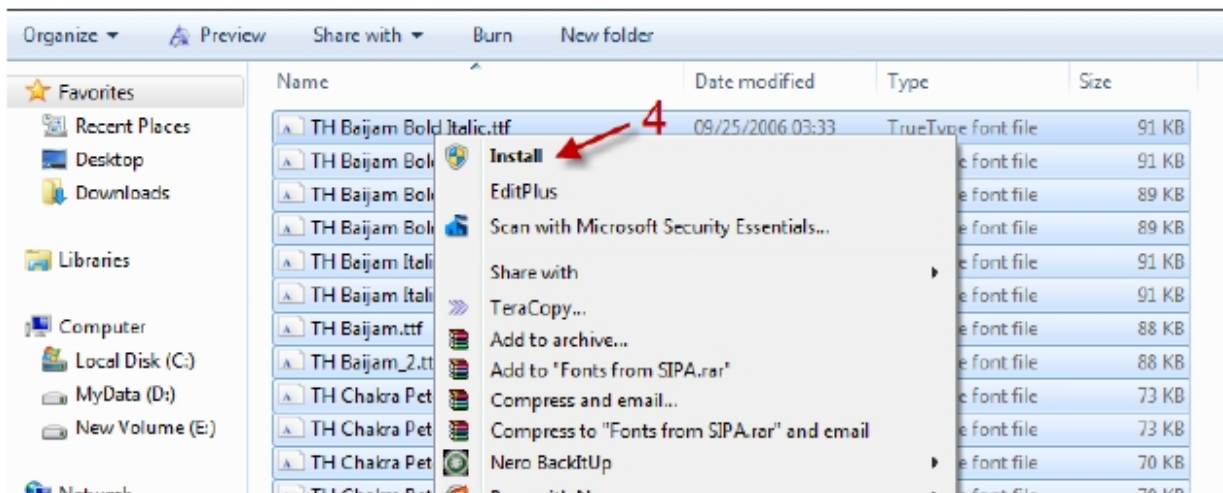 Organize Preview Share with Burn New folder
Favorites
Recent Places
Desktop
Downloads
Libraries
Computer
Local Disk (C:)
MyData (D:)
New Volume (E:)
Network
Name Date modified Type Size
TH Baijam Bold Italic.ttf 09/25/2006 03:33 TrueType font file 91 KB
TH Baijam Bol e font file 91 KB
TH Baijam Bol e font file 89 KB
TH Baijam Bol e font file 89 KB
TH Baijam Itali e font file 91 KB
TH Baijam Itali e font file 91 KB
TH Baijam.ttf e font file 88 KB
TH Baijam_2.tt e font file 88 KB
TH Chakra Pet e font file 73 KB
TH Chakra Pet e font file 73 KB
TH Chakra Pet e font file 70 KB
4
Install
EditPlus
Scan with Microsoft Security Essentials...
Share with
TeraCopy...
Add to archive...
Add to "Fonts from SIPA.rar"
Compress and email...
Compress to "Fonts from SIPA.rar" and email
Nero BackItUp